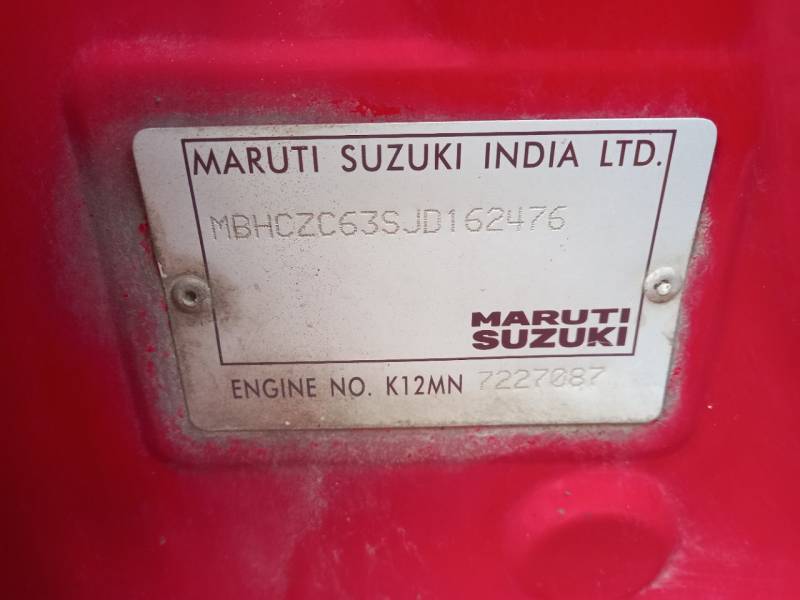 MARUTI SUZUKI INDIA LTD.
MBHCZC63SJD162476
MARUTI
SUZUKI
ENGINE NO. K12MN 7227087